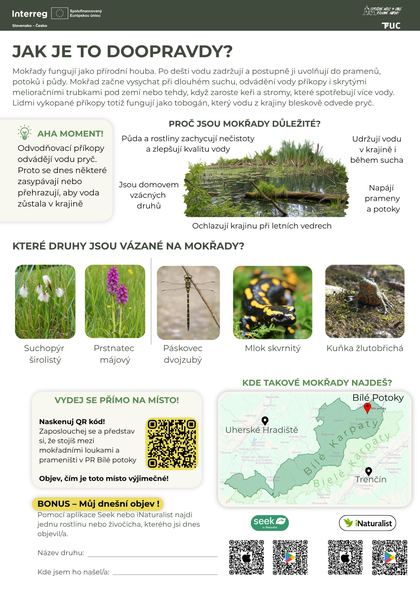 Interreg
Spolufinancovaný
Evropskou unií
Slovensko – Česko
TUC
JAK JE TO DOOPRAVDY?
Mokřady fungují jako přírodní houba. Po dešti vodu zadržují a postupně ji uvolňují do pramenů,
potoků i půdy. Mokřad začne vysychat při dlouhém suchu, odvádění vody příkopy i skrytými
melioračními trubkami pod zemí nebo tehdy, když zaroste keři a stromy, které spotřebují více vody.
Lidmi vykopané příkopy totiž fungují jako tobogán, který vodu z krajiny bleskově odvede pryč.
AHA MOMENT!
Odvodňovací příkopy
odvádějí vodu pryč.
Proto se dnes některé
zasypávají nebo
přehrazují, aby voda
zůstala v krajině
PROČ JSOU MOKŘADY DŮLEŽITÉ?
Půda a rostliny zachycují nečistoty
a zlepšují kvalitu vody
Udržují vodu
v krajině i
během sucha
Jsou domovem
vzácných
druhů
Napájí
prameny
a potoky
Ochlazují krajinu při letních vedrech
KTERÉ DRUHY JSOU VÁZANÉ NA MOKŘADY?
Suchopýr
širolistý
Prstnatec
májový
Páskovec
dvojzubý
Mlok skvrnitý
Kuňka žlutobřichá
VYDEJ SE PŘÍMO NA MÍSTO!
Naskenuj QR kód!
Zaposlouchej se a představ
si, že stojíš mezi
mokřadními loukami a
prameništi v PR Bílé potoky
Objev, čím je toto místo výjimečné!
KDE TAKOVÉ MOKŘADY NAJDEŠ?
Bílé Potoky
Uherské Hradiště
Bílé Karpaty
Biele Karpaty
Trenčín
BONUS – Můj dnešní objev !
Pomocí aplikace Seek nebo iNaturalist najdi
jednu rostlinu nebo živočicha, kterého jsi dnes
objevil/a.
Název druhu:
Kde jsem ho našel/a:
seek
iNaturalist